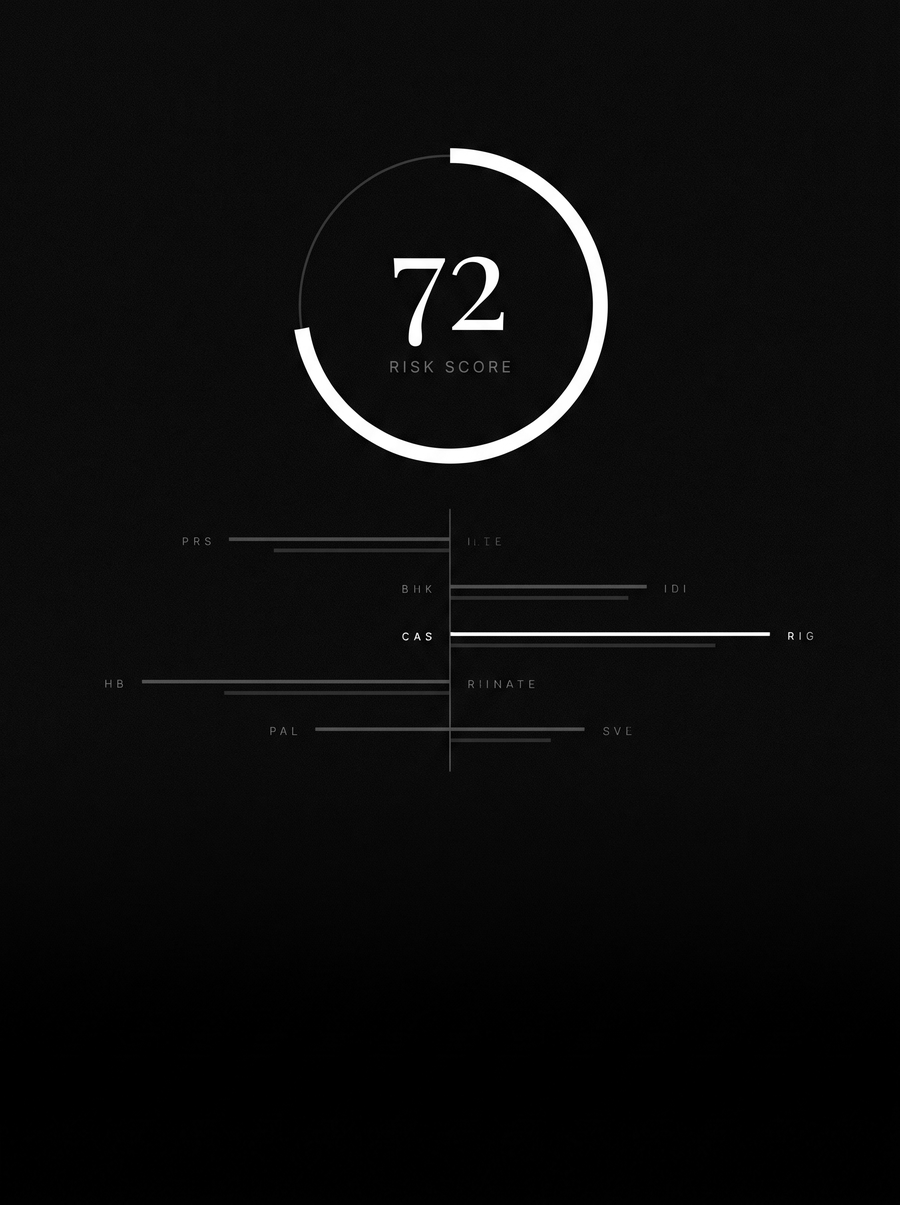 72
RISK SCORE
PRS
BHK IDI
CAS RIG
HB RIINATE
PAL SVE